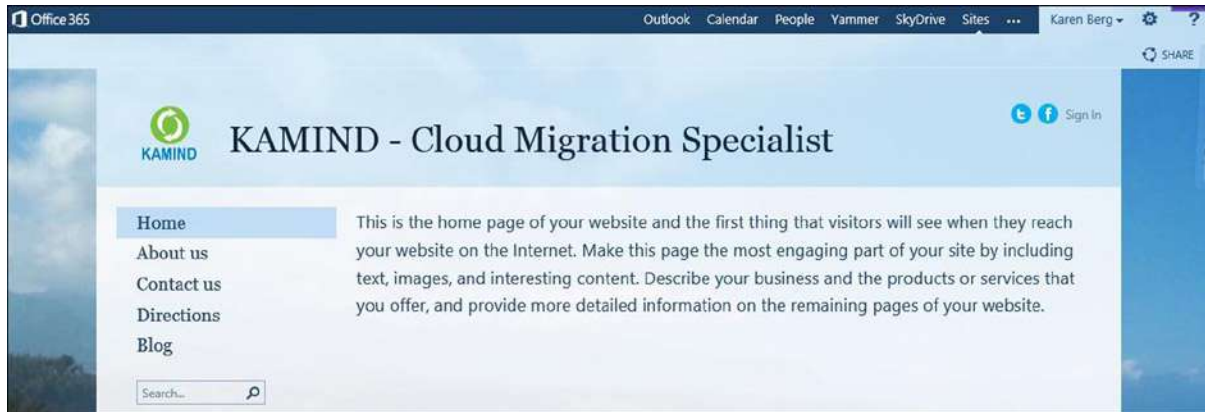 Office 365 Outlook Calendar People Yammer SkyDrive Sites ••• Karen Berg ?
SHARE
KAMIND
KAMIND - Cloud Migration Specialist
Sign In
Home
About us
Contact us
Directions
Blog
Search...
This is the home page of your website and the first thing that visitors will see when they reach
your website on the Internet. Make this page the most engaging part of your site by including
text, images, and interesting content. Describe your business and the products or services that
you offer, and provide more detailed information on the remaining pages of your website.